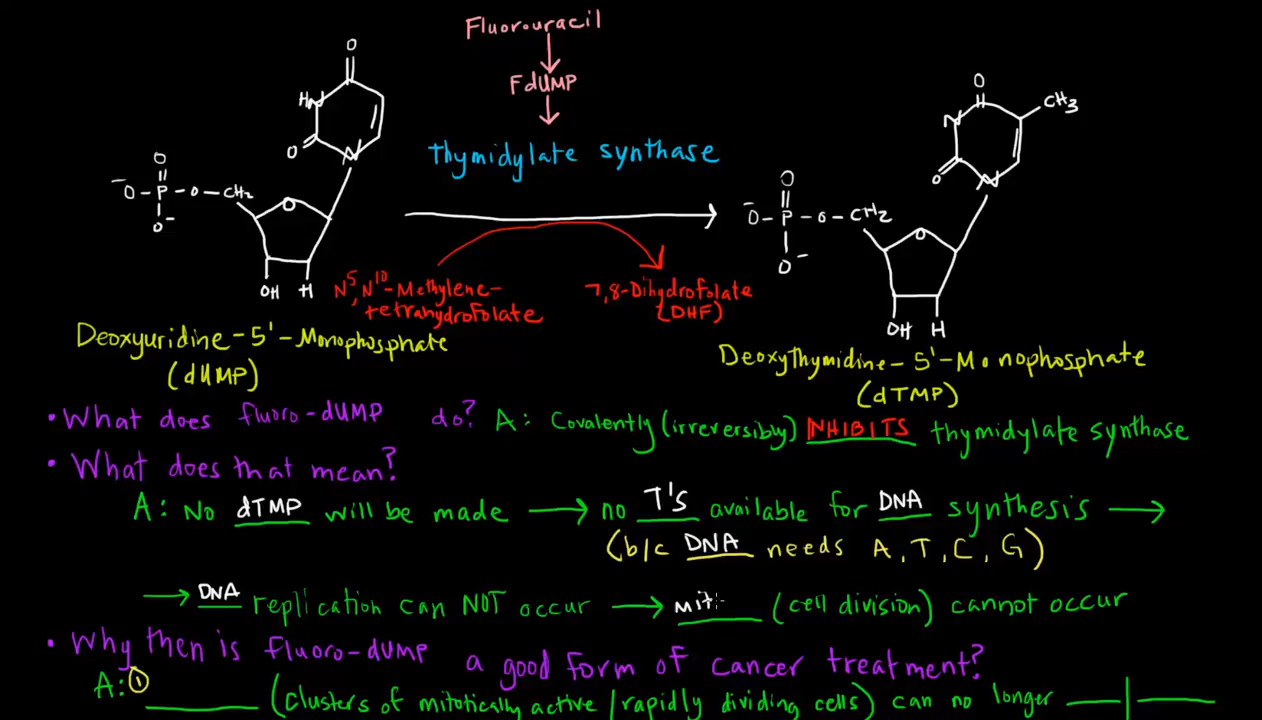 Fluorouracil
FdUMP
thymidylate synthase
O
HN
O
N
O
⁻O-P-O-CH₂
O⁻
O
OH H
N⁵,N¹⁰-Methylene-
tetrahydrofolate
7,8-Dihydrofolate
(DHF)
Deoxyuridine-5'-Monophosphate
(dUMP)
O
CH₃
N
O
N
O
⁻O-P-O-CH₂
O⁻
O
OH H
Deoxythymidine-5'-Monophosphate
(dTMP)
• What does fluoro-dUMP do? A: Covalently (irreversibly) INHIBITS thymidylate synthase
• What does that mean?
A: No dTMP will be made → no T's available for DNA synthesis →
(b/c DNA needs A, T, C, G)
→ DNA replication can NOT occur → mit (cell division) cannot occur
• Why then is fluoro-dUMP a good form of cancer treatment?
A: ① (clusters of mitotically active/rapidly dividing cells) can no longer